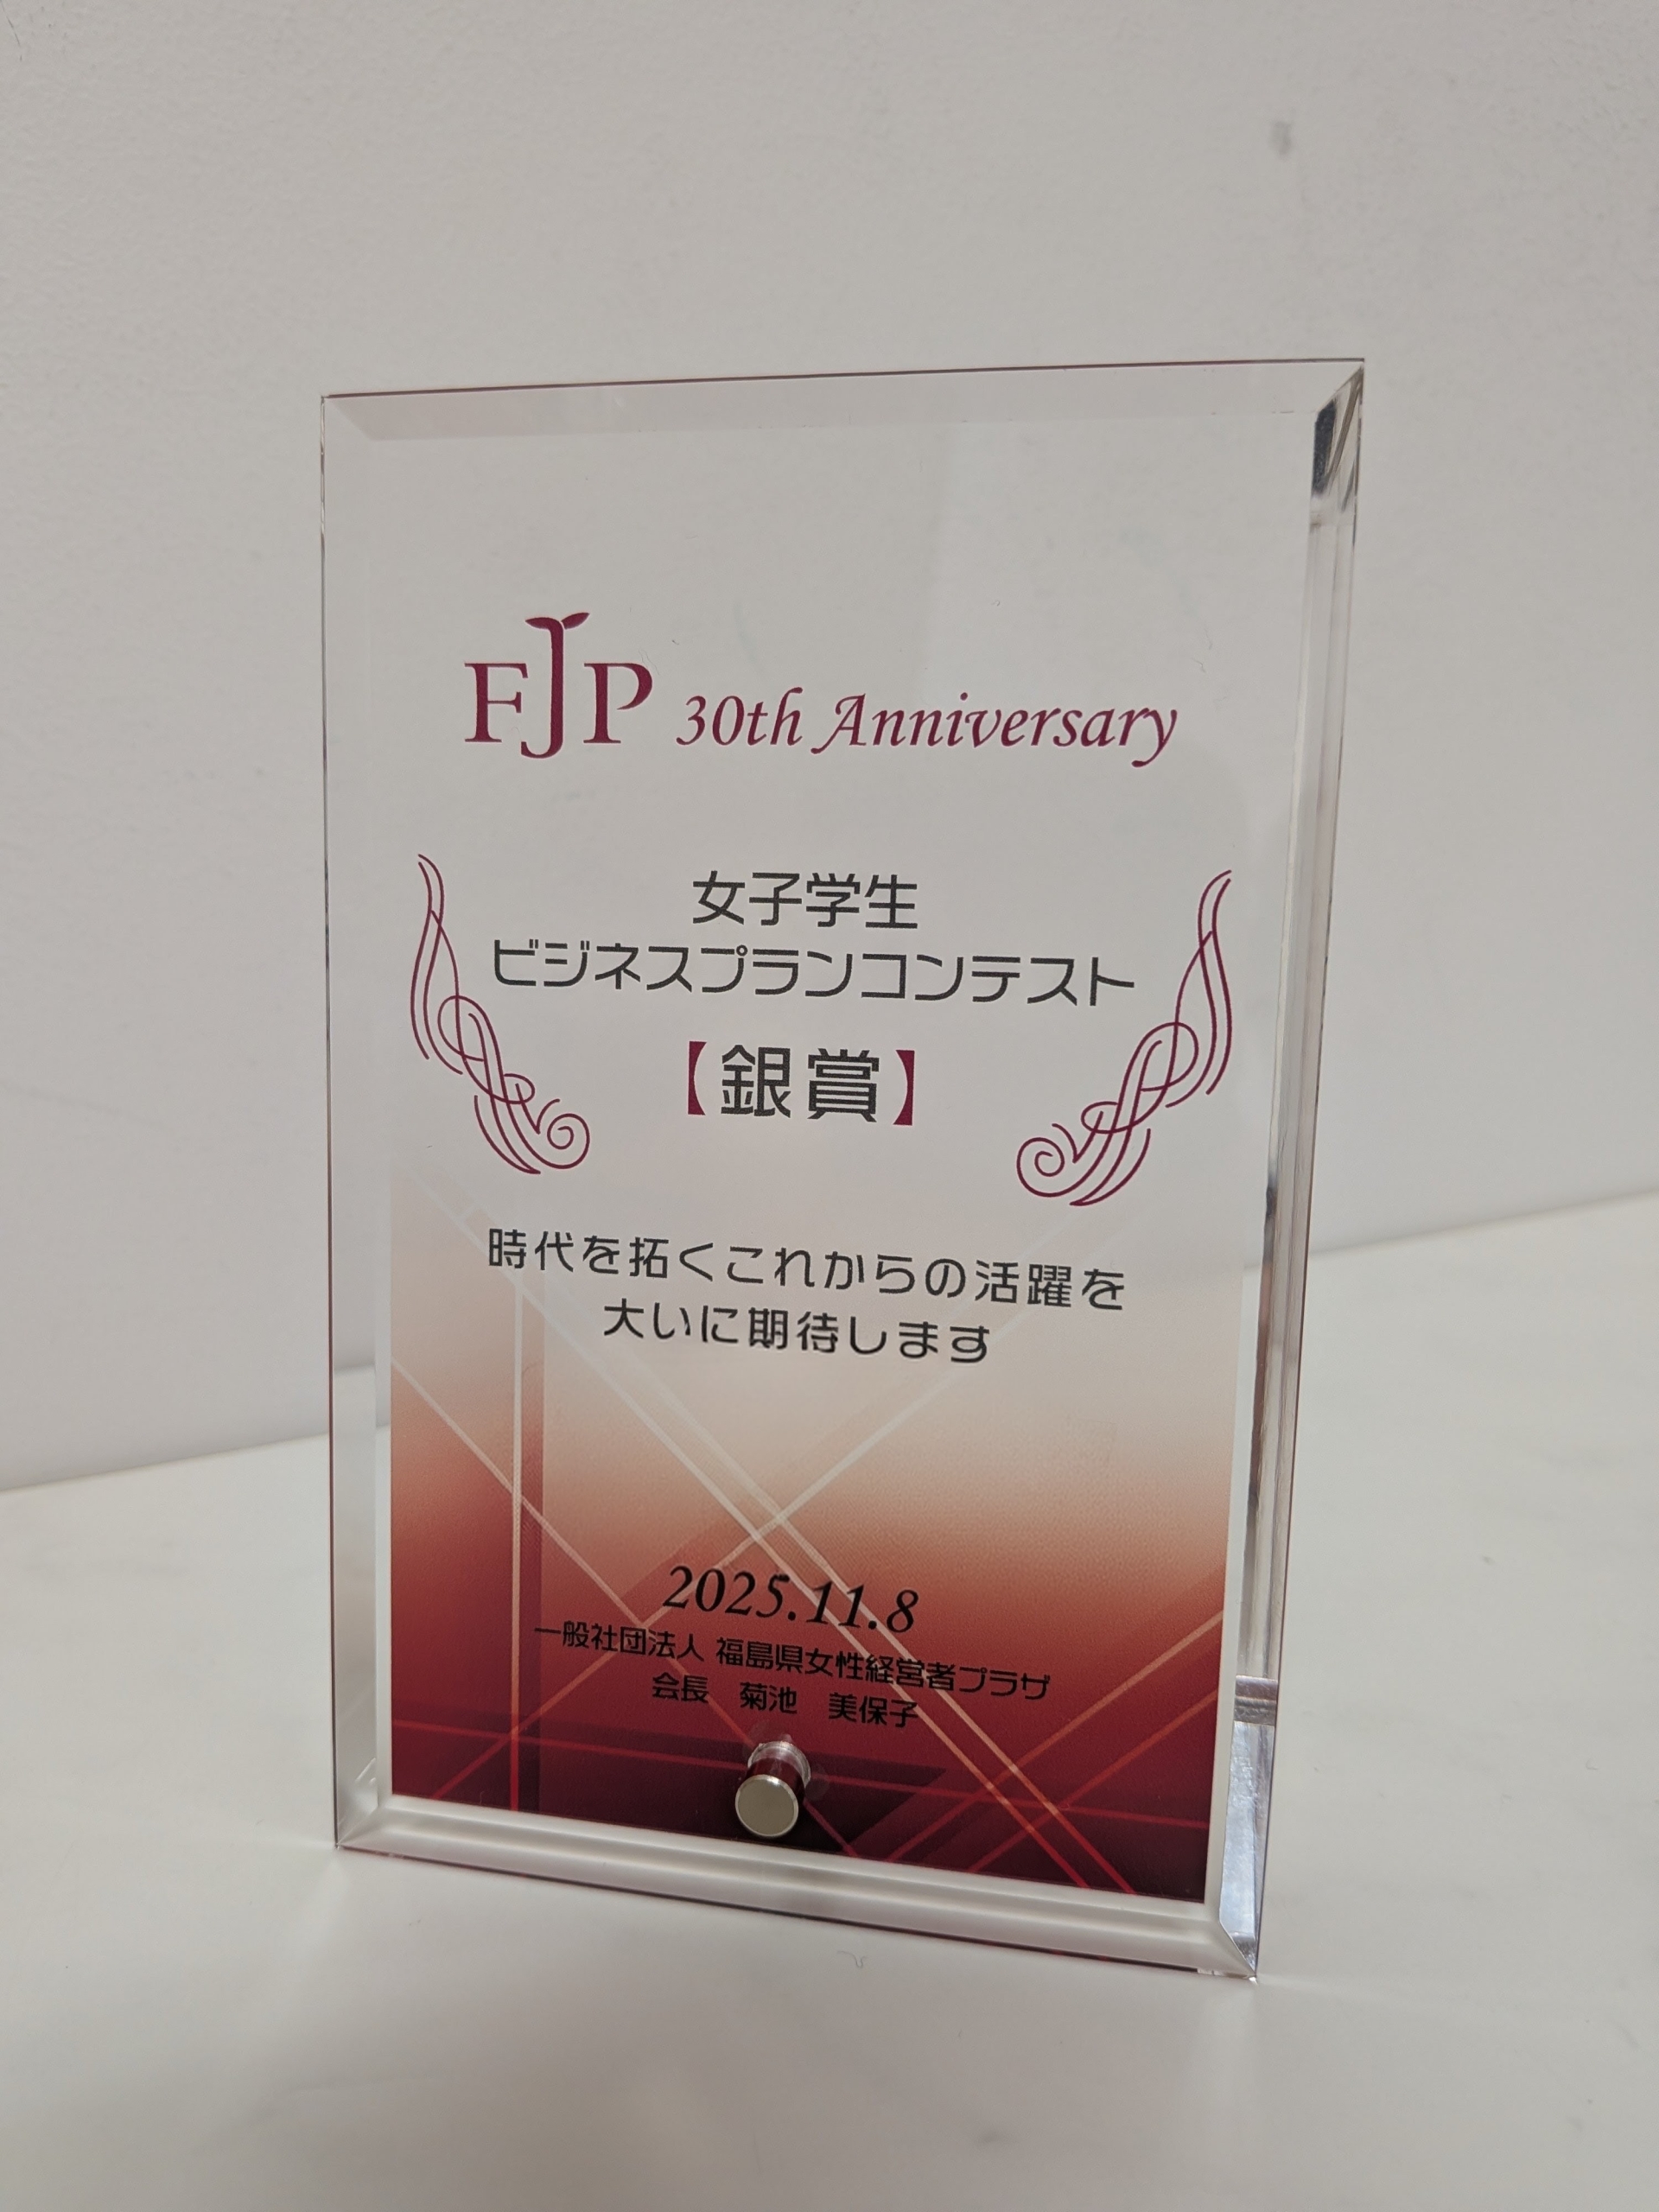 FJP 30th Anniversary
女子学生
ビジネスプランコンテスト
【銀賞】
時代を拓くこれからの活躍を
大いに期待します
2025.11.8
一般社団法人 福島県女性経営者プラザ
会長　菊池　美保子